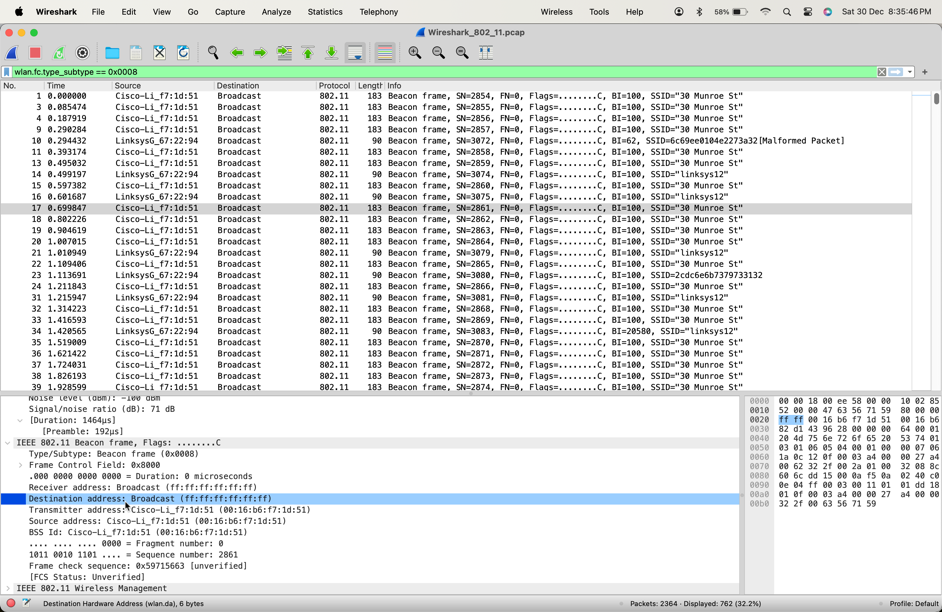 Wireshark File Edit View Go Capture Analyze Statistics Telephony Wireless Tools Help 58% Sat 30 Dec 8:35:46 PM
Wireshark_802_11.pcap
wlan.fc.type_subtype == 0x0008
No. Time Source Destination Protocol Length Info
1 0.000000 Cisco-Li_f7:1d:51 Broadcast 802.11 183 Beacon frame, SN=2854, FN=0, Flags=........C, BI=100, SSID="30 Munroe St"
3 0.085474 Cisco-Li_f7:1d:51 Broadcast 802.11 183 Beacon frame, SN=2855, FN=0, Flags=........C, BI=100, SSID="30 Munroe St"
4 0.187919 Cisco-Li_f7:1d:51 Broadcast 802.11 183 Beacon frame, SN=2856, FN=0, Flags=........C, BI=100, SSID="30 Munroe St"
9 0.290284 Cisco-Li_f7:1d:51 Broadcast 802.11 183 Beacon frame, SN=2857, FN=0, Flags=........C, BI=100, SSID="30 Munroe St"
10 0.294432 LinksysG_67:22:94 Broadcast 802.11 90 Beacon frame, SN=3072, FN=0, Flags=........C, BI=62, SSID=6c69ee0104e2273a32[Malformed Packet]
11 0.393174 Cisco-Li_f7:1d:51 Broadcast 802.11 183 Beacon frame, SN=2858, FN=0, Flags=........C, BI=100, SSID="30 Munroe St"
13 0.495032 Cisco-Li_f7:1d:51 Broadcast 802.11 183 Beacon frame, SN=2859, FN=0, Flags=........C, BI=100, SSID="30 Munroe St"
14 0.499197 LinksysG_67:22:94 Broadcast 802.11 90 Beacon frame, SN=3074, FN=0, Flags=........C, BI=100, SSID="linksys12"
15 0.597382 Cisco-Li_f7:1d:51 Broadcast 802.11 183 Beacon frame, SN=2860, FN=0, Flags=........C, BI=100, SSID="30 Munroe St"
16 0.601687 LinksysG_67:22:94 Broadcast 802.11 90 Beacon frame, SN=3075, FN=0, Flags=........C, BI=100, SSID="linksys12"
17 0.699847 Cisco-Li_f7:1d:51 Broadcast 802.11 183 Beacon frame, SN=2861, FN=0, Flags=........C, BI=100, SSID="30 Munroe St"
18 0.802226 Cisco-Li_f7:1d:51 Broadcast 802.11 183 Beacon frame, SN=2862, FN=0, Flags=........C, BI=100, SSID="30 Munroe St"
19 0.904619 Cisco-Li_f7:1d:51 Broadcast 802.11 183 Beacon frame, SN=2863, FN=0, Flags=........C, BI=100, SSID="30 Munroe St"
20 1.007015 Cisco-Li_f7:1d:51 Broadcast 802.11 183 Beacon frame, SN=2864, FN=0, Flags=........C, BI=100, SSID="30 Munroe St"
21 1.010949 LinksysG_67:22:94 Broadcast 802.11 90 Beacon frame, SN=3079, FN=0, Flags=........C, BI=100, SSID="linksys12"
22 1.109406 Cisco-Li_f7:1d:51 Broadcast 802.11 183 Beacon frame, SN=2865, FN=0, Flags=........C, BI=100, SSID="30 Munroe St"
23 1.113691 LinksysG_67:22:94 Broadcast 802.11 90 Beacon frame, SN=3080, FN=0, Flags=........C, BI=100, SSID=2cdc6e6b7379733132
24 1.211843 Cisco-Li_f7:1d:51 Broadcast 802.11 183 Beacon frame, SN=2866, FN=0, Flags=........C, BI=100, SSID="30 Munroe St"
31 1.215947 LinksysG_67:22:94 Broadcast 802.11 90 Beacon frame, SN=3081, FN=0, Flags=........C, BI=100, SSID="linksys12"
32 1.314223 Cisco-Li_f7:1d:51 Broadcast 802.11 183 Beacon frame, SN=2868, FN=0, Flags=........C, BI=100, SSID="30 Munroe St"
33 1.416593 Cisco-Li_f7:1d:51 Broadcast 802.11 183 Beacon frame, SN=2869, FN=0, Flags=........C, BI=100, SSID="30 Munroe St"
34 1.420565 LinksysG_67:22:94 Broadcast 802.11 90 Beacon frame, SN=3083, FN=0, Flags=........C, BI=20580, SSID="linksys12"
35 1.519009 Cisco-Li_f7:1d:51 Broadcast 802.11 183 Beacon frame, SN=2870, FN=0, Flags=........C, BI=100, SSID="30 Munroe St"
36 1.621422 Cisco-Li_f7:1d:51 Broadcast 802.11 183 Beacon frame, SN=2871, FN=0, Flags=........C, BI=100, SSID="30 Munroe St"
37 1.724031 Cisco-Li_f7:1d:51 Broadcast 802.11 183 Beacon frame, SN=2872, FN=0, Flags=........C, BI=100, SSID="30 Munroe St"
38 1.826193 Cisco-Li_f7:1d:51 Broadcast 802.11 183 Beacon frame, SN=2873, FN=0, Flags=........C, BI=100, SSID="30 Munroe St"
39 1.928599 Cisco-Li_f7:1d:51 Broadcast 802.11 183 Beacon frame, SN=2874, FN=0, Flags=........C, BI=100, SSID="30 Munroe St"
Noise level (dBm): -100 dBm
Signal/noise ratio (dB): 71 dB
[Duration: 1464µs]
[Preamble: 192µs]
IEEE 802.11 Beacon frame, Flags: ........C
Type/Subtype: Beacon frame (0x0008)
Frame Control Field: 0x8000
.000 0000 0000 0000 = Duration: 0 microseconds
Receiver address: Broadcast (ff:ff:ff:ff:ff:ff)
Destination address: Broadcast (ff:ff:ff:ff:ff:ff)
Transmitter address: Cisco-Li_f7:1d:51 (00:16:b6:f7:1d:51)
Source address: Cisco-Li_f7:1d:51 (00:16:b6:f7:1d:51)
BSS Id: Cisco-Li_f7:1d:51 (00:16:b6:f7:1d:51)
.... .... .... 0000 = Fragment number: 0
1011 0010 1101 .... = Sequence number: 2861
Frame check sequence: 0x59715663 [unverified]
[FCS Status: Unverified]
IEEE 802.11 Wireless Management
0000 00 00 18 00 ee 58 00 00 10 02 85
0010 52 00 00 47 63 56 71 59 80 00 00
0020 ff ff 00 16 b6 f7 1d 51 00 16 b6
0030 82 d1 43 96 28 00 00 00 64 00 01
0040 20 4d 75 6e 72 6f 65 20 53 74 01
0050 03 01 06 05 04 00 01 00 00 07 06
0060 1a 0c 12 0f 00 03 a4 00 00 27 a4
0070 00 62 32 2f 00 2a 01 00 32 08 8c
0080 60 6c dd 15 00 0a f5 0a 02 40 c0
0090 0e 04 ff 00 03 00 11 01 01 dd 18
00a0 01 0f 00 03 a4 00 00 27 a4 00 00
00b0 32 2f 00 63 56 71 59
Destination Hardware Address (wlan.da), 6 bytes
Packets: 2364 · Displayed: 762 (32.2%)
Profile: Default